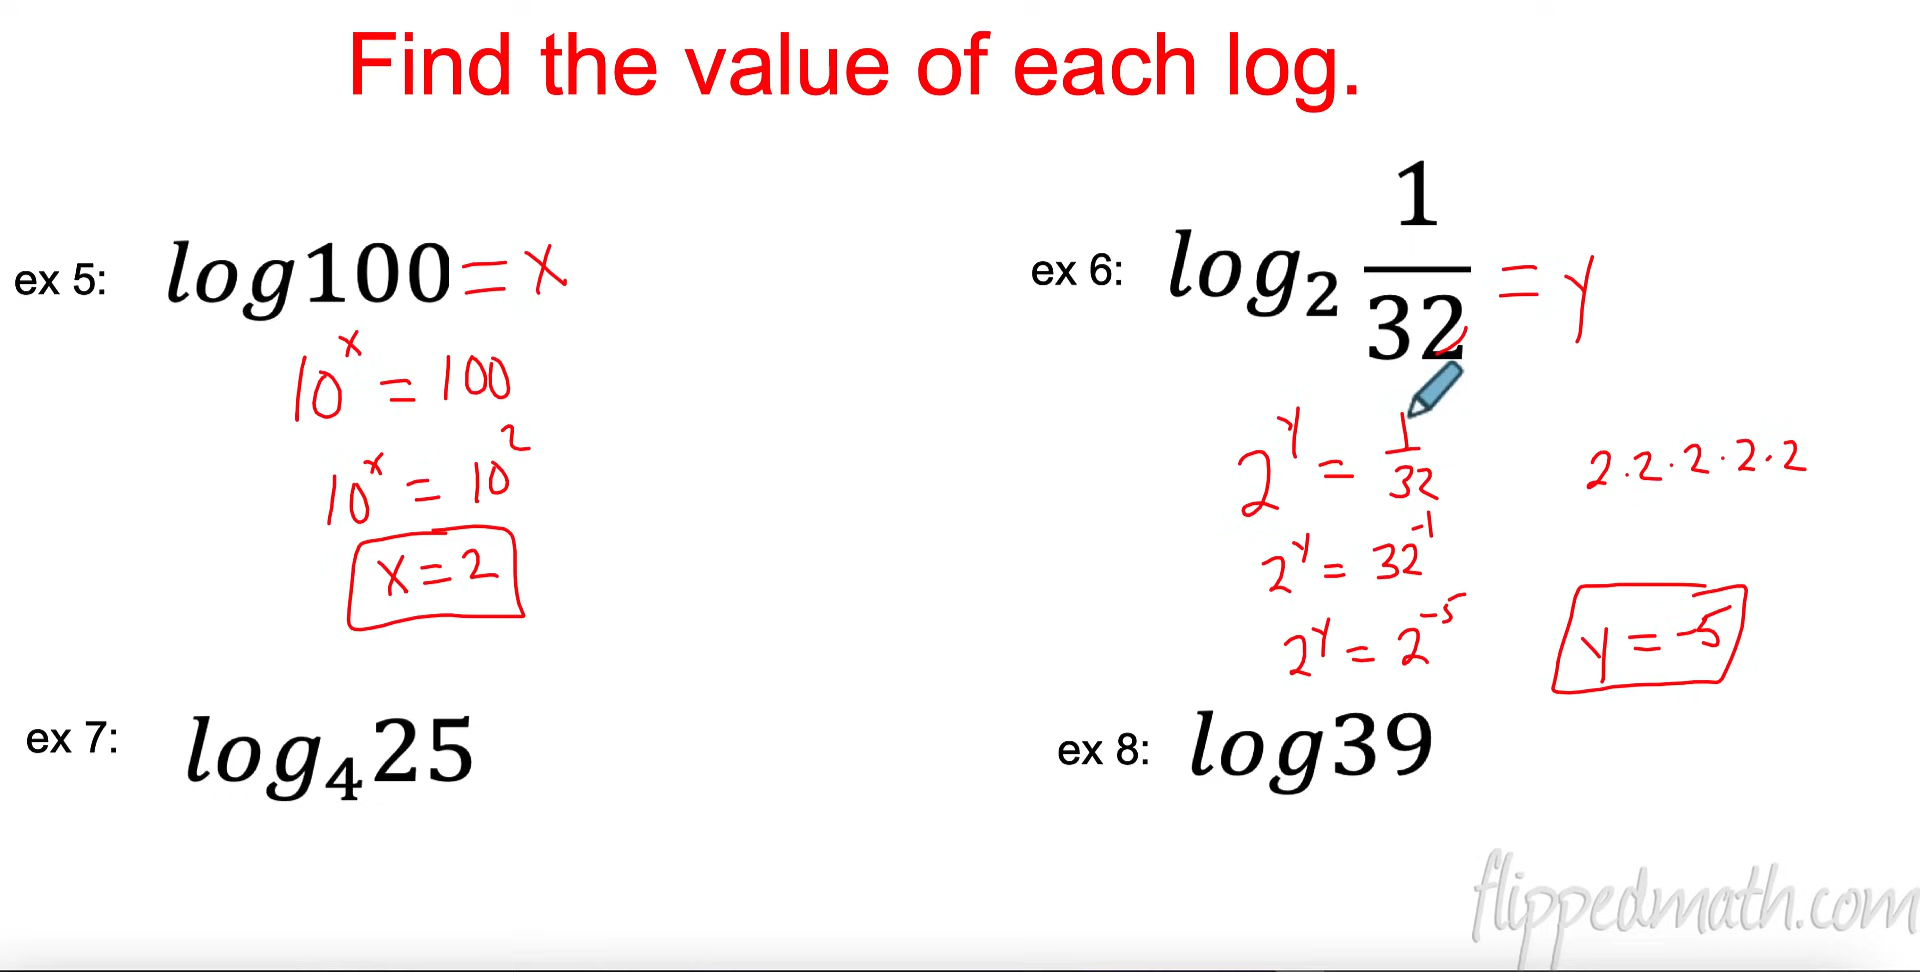 Find the value of each log.
ex 5: log100 = x
10^x = 100
10^x = 10^2
x = 2
ex 6: log₂ 1/32 = y
2^y = 1/32
2·2·2·2·2
2^y = 32^-1
2^y = 2^-5
y = -5
ex 7: log₄25
ex 8: log39
flippedmath.com